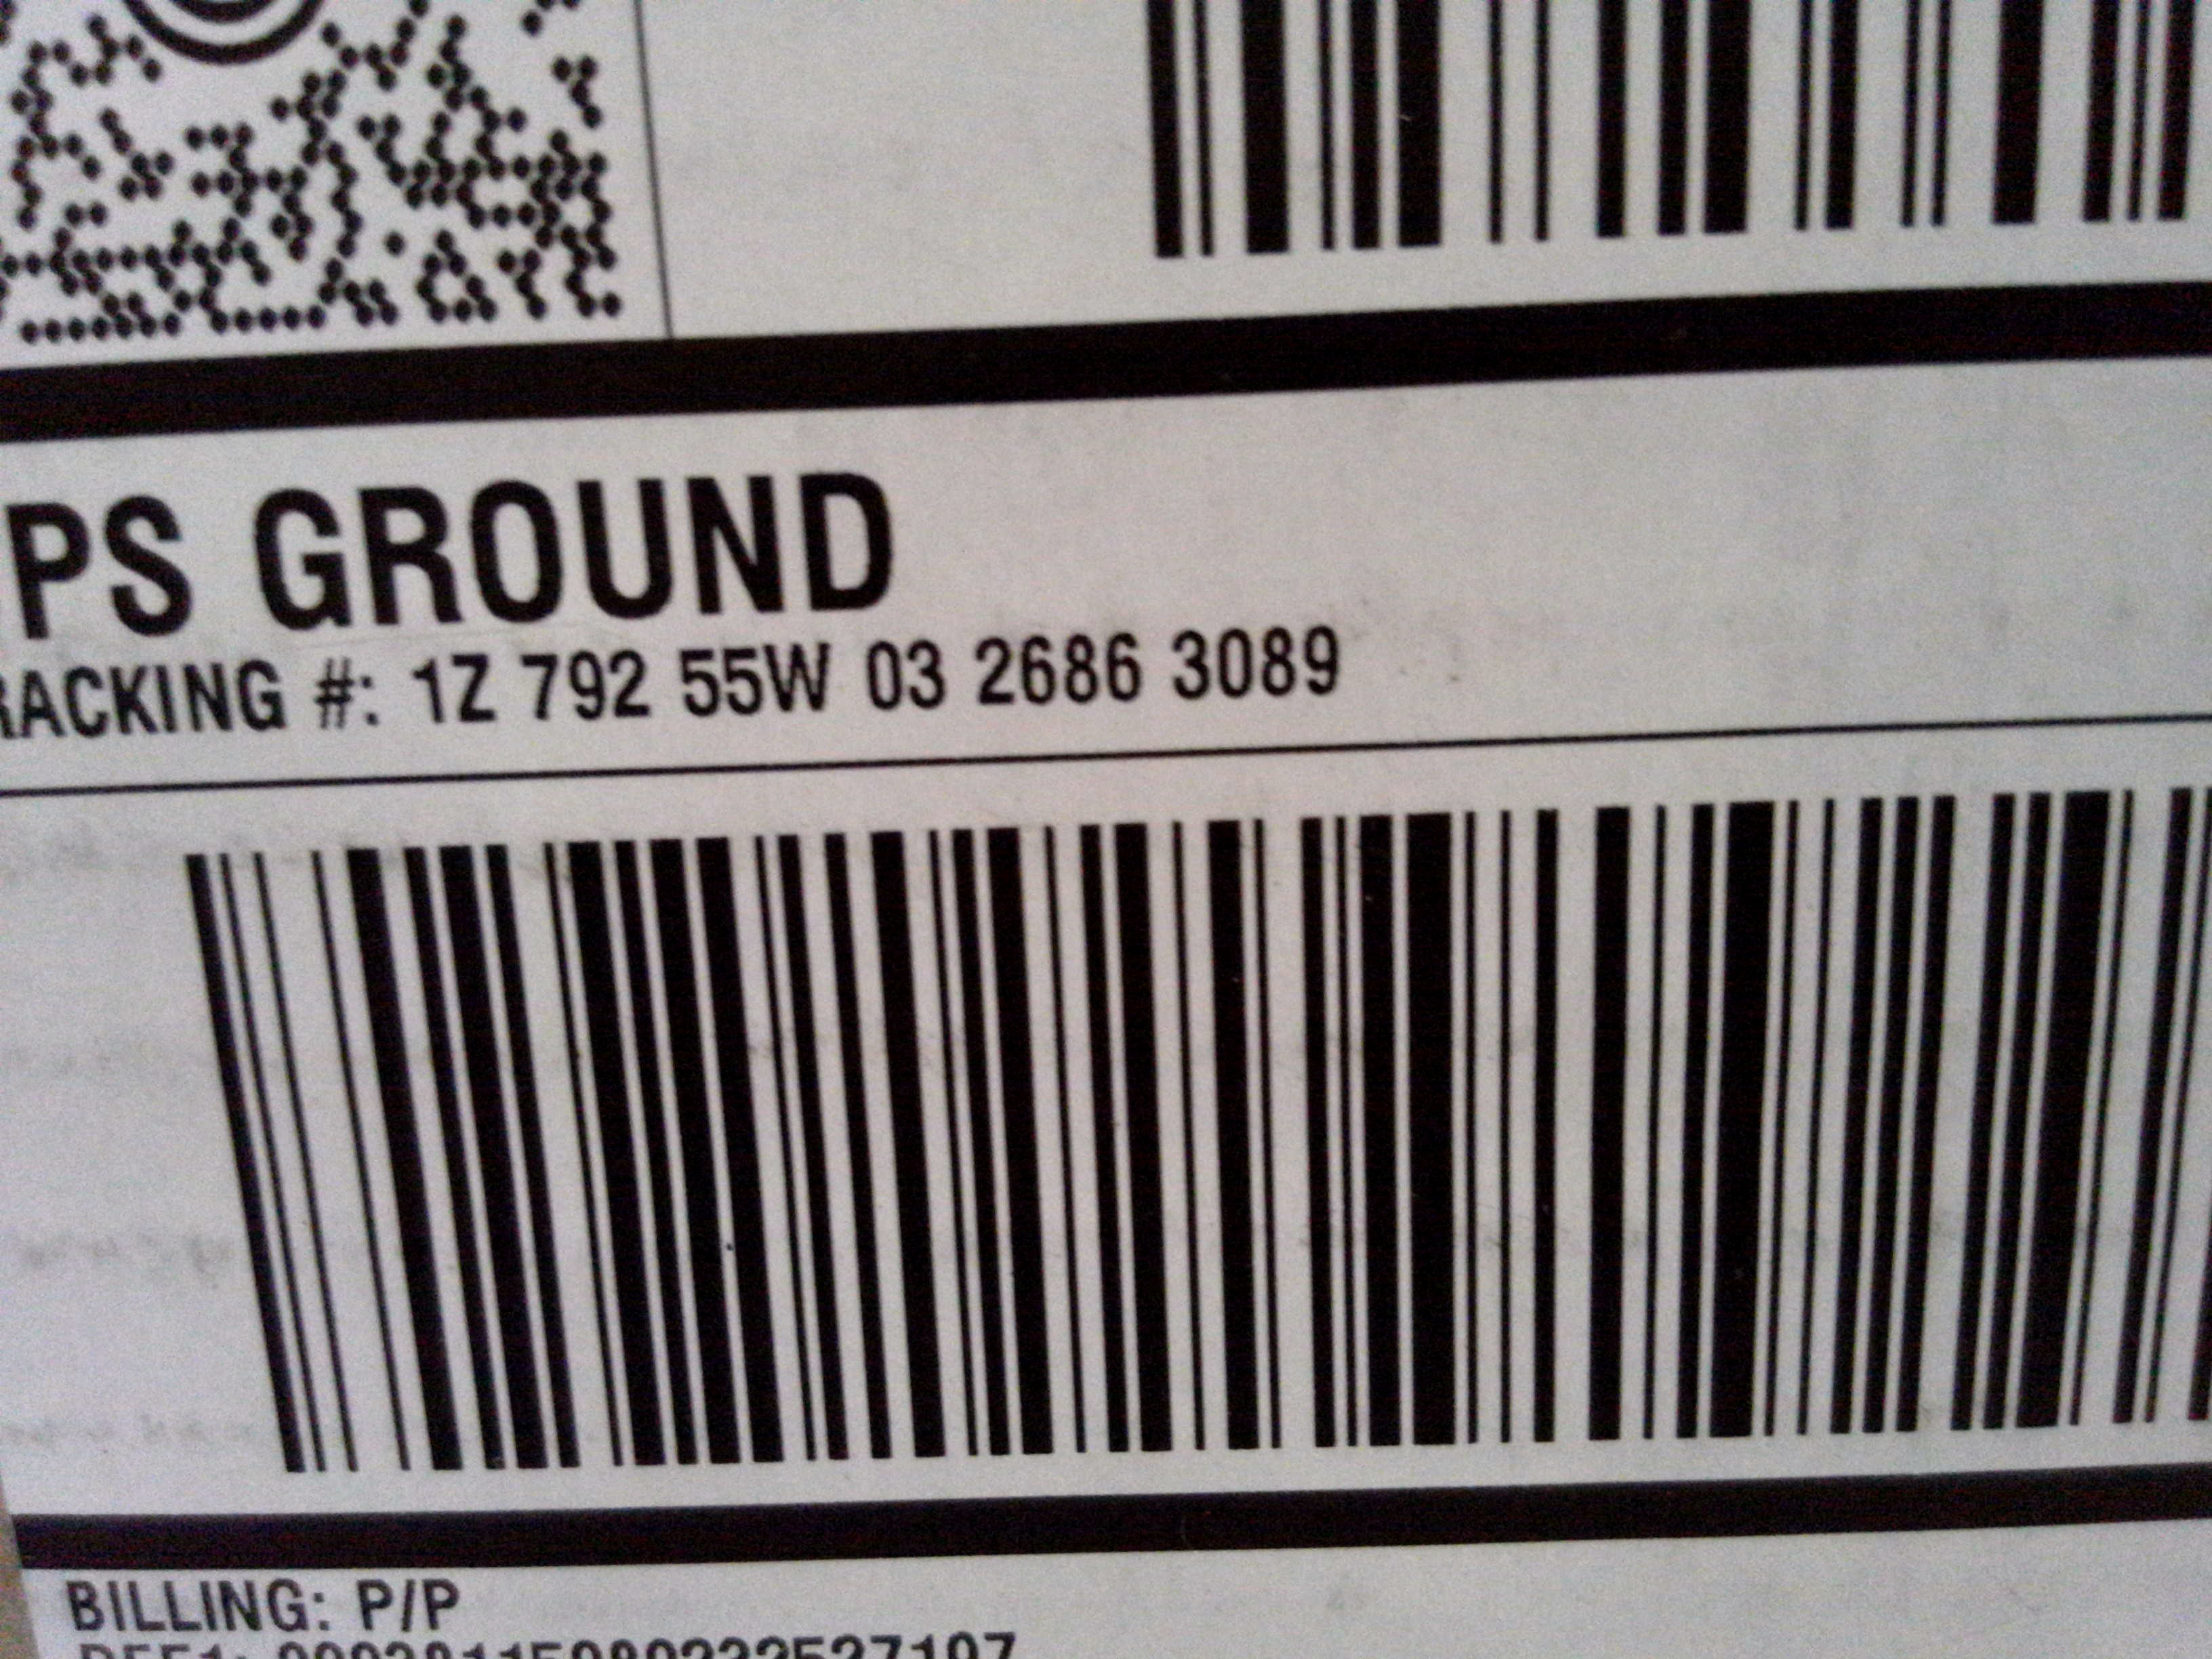 PS GROUND
RACKING #: 1Z 792 55W 03 2686 3089
BILLING: P/P